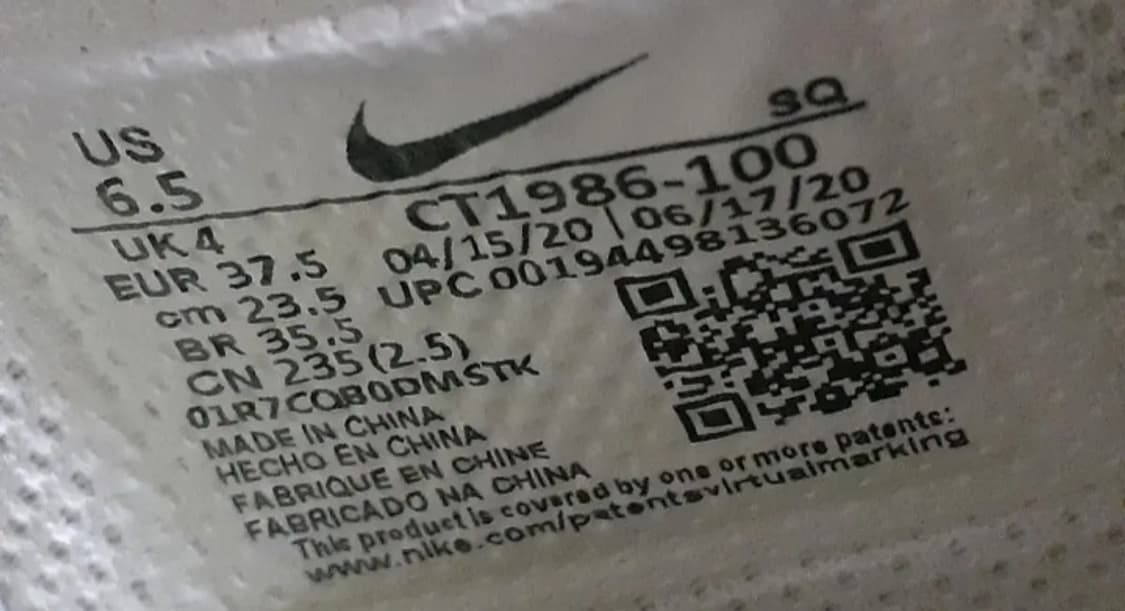 US
6.5
SQ
UK 4
EUR 37.5
cm 23.5
BR 35.5
CN 235 (2.5)
CT1986-100
04/15/20 | 06/17/20
UPC 00194498136072
01R7CQB0DMSTK
MADE IN CHINA
HECHO EN CHINA
FABRIQUE EN CHINE
FABRICADO NA CHINA
This product is covered by one or more patents:
www.nike.com/patentsvirtualmarking